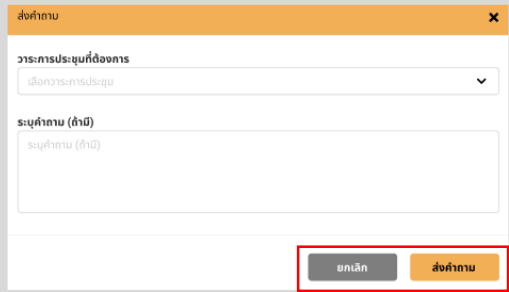 ส่งคำถาม
วาระการประชุมที่ต้องการ
เลือกวาระการประชุม
ระบุคำถาม (ถ้ามี)
ระบุคำถาม (ถ้ามี)
ยกเลิก ส่งคำถาม